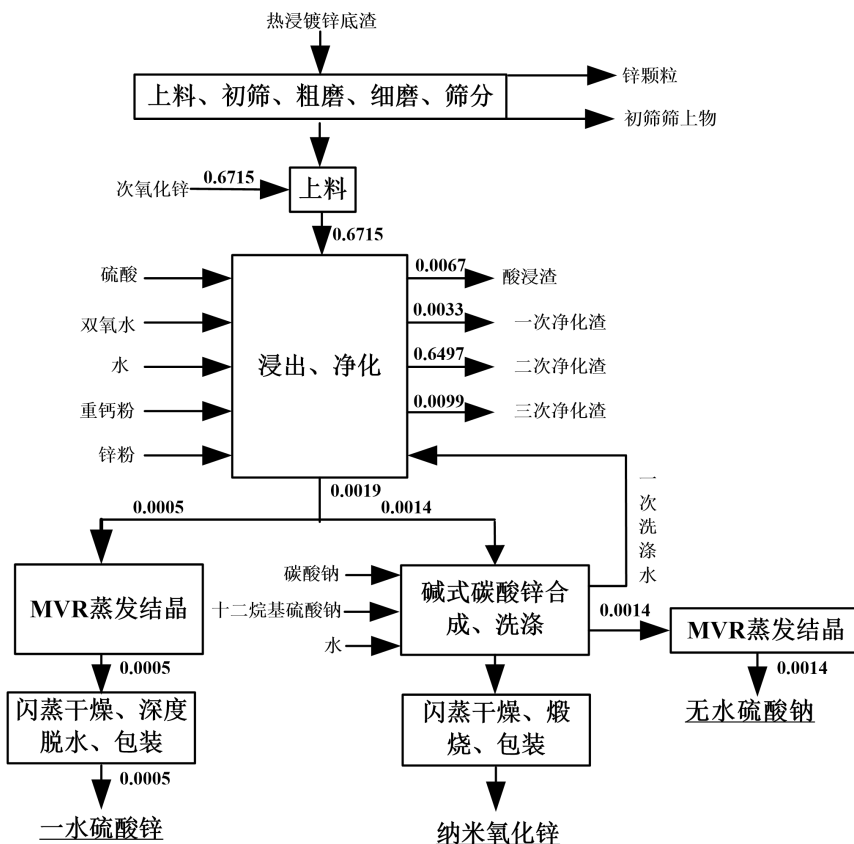 热浸镀锌底渣
上料、初筛、粗磨、细磨、筛分
锌颗粒
初筛筛上物
次氧化锌
0.6715
上料
0.6715
硫酸
双氧水
水
重钙粉
锌粉
浸出、净化
0.0067
酸浸渣
0.0033
一次净化渣
0.6497
二次净化渣
0.0099
三次净化渣
一次洗涤水
0.0019
0.0005
0.0014
MVR蒸发结晶
碳酸钠
十二烷基硫酸钠
水
碱式碳酸锌合
成、洗涤
0.0014
MVR蒸发结晶
0.0014
无水硫酸钠
0.0005
闪蒸干燥、深度
脱水、包装
0.0005
一水硫酸锌
闪蒸干燥、煅
烧、包装
纳米氧化锌